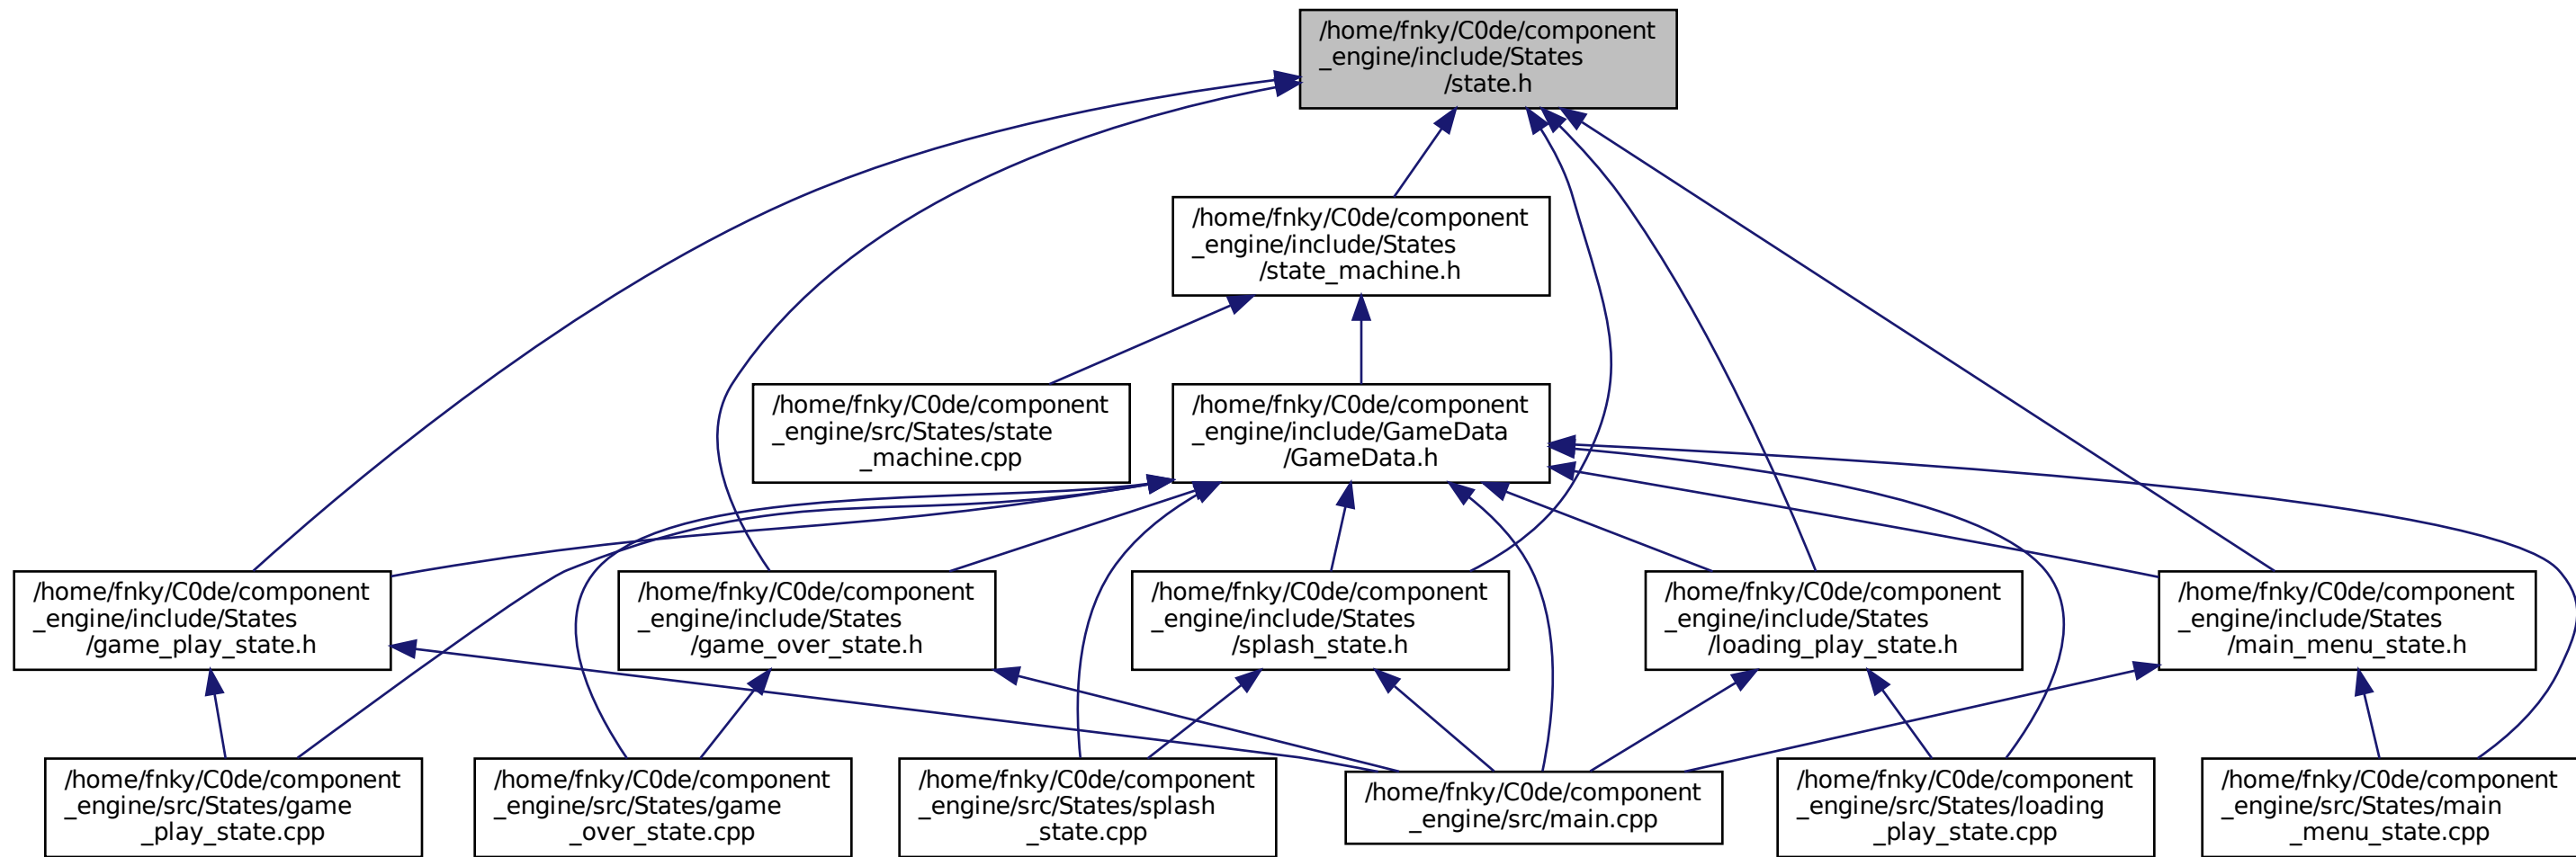 /home/fnky/C0de/component
_engine/include/States
/state.h
/home/fnky/C0de/component
_engine/include/States
/state_machine.h
/home/fnky/C0de/component
_engine/src/States/state
_machine.cpp
/home/fnky/C0de/component
_engine/include/GameData
/GameData.h
/home/fnky/C0de/component
_engine/include/States
/game_play_state.h
/home/fnky/C0de/component
_engine/include/States
/game_over_state.h
/home/fnky/C0de/component
_engine/include/States
/splash_state.h
/home/fnky/C0de/component
_engine/include/States
/loading_play_state.h
/home/fnky/C0de/component
_engine/include/States
/main_menu_state.h
/home/fnky/C0de/component
_engine/src/States/game
_play_state.cpp
/home/fnky/C0de/component
_engine/src/States/game
_over_state.cpp
/home/fnky/C0de/component
_engine/src/States/splash
_state.cpp
/home/fnky/C0de/component
_engine/src/main.cpp
/home/fnky/C0de/component
_engine/src/States/loading
_play_state.cpp
/home/fnky/C0de/component
_engine/src/States/main
_menu_state.cpp